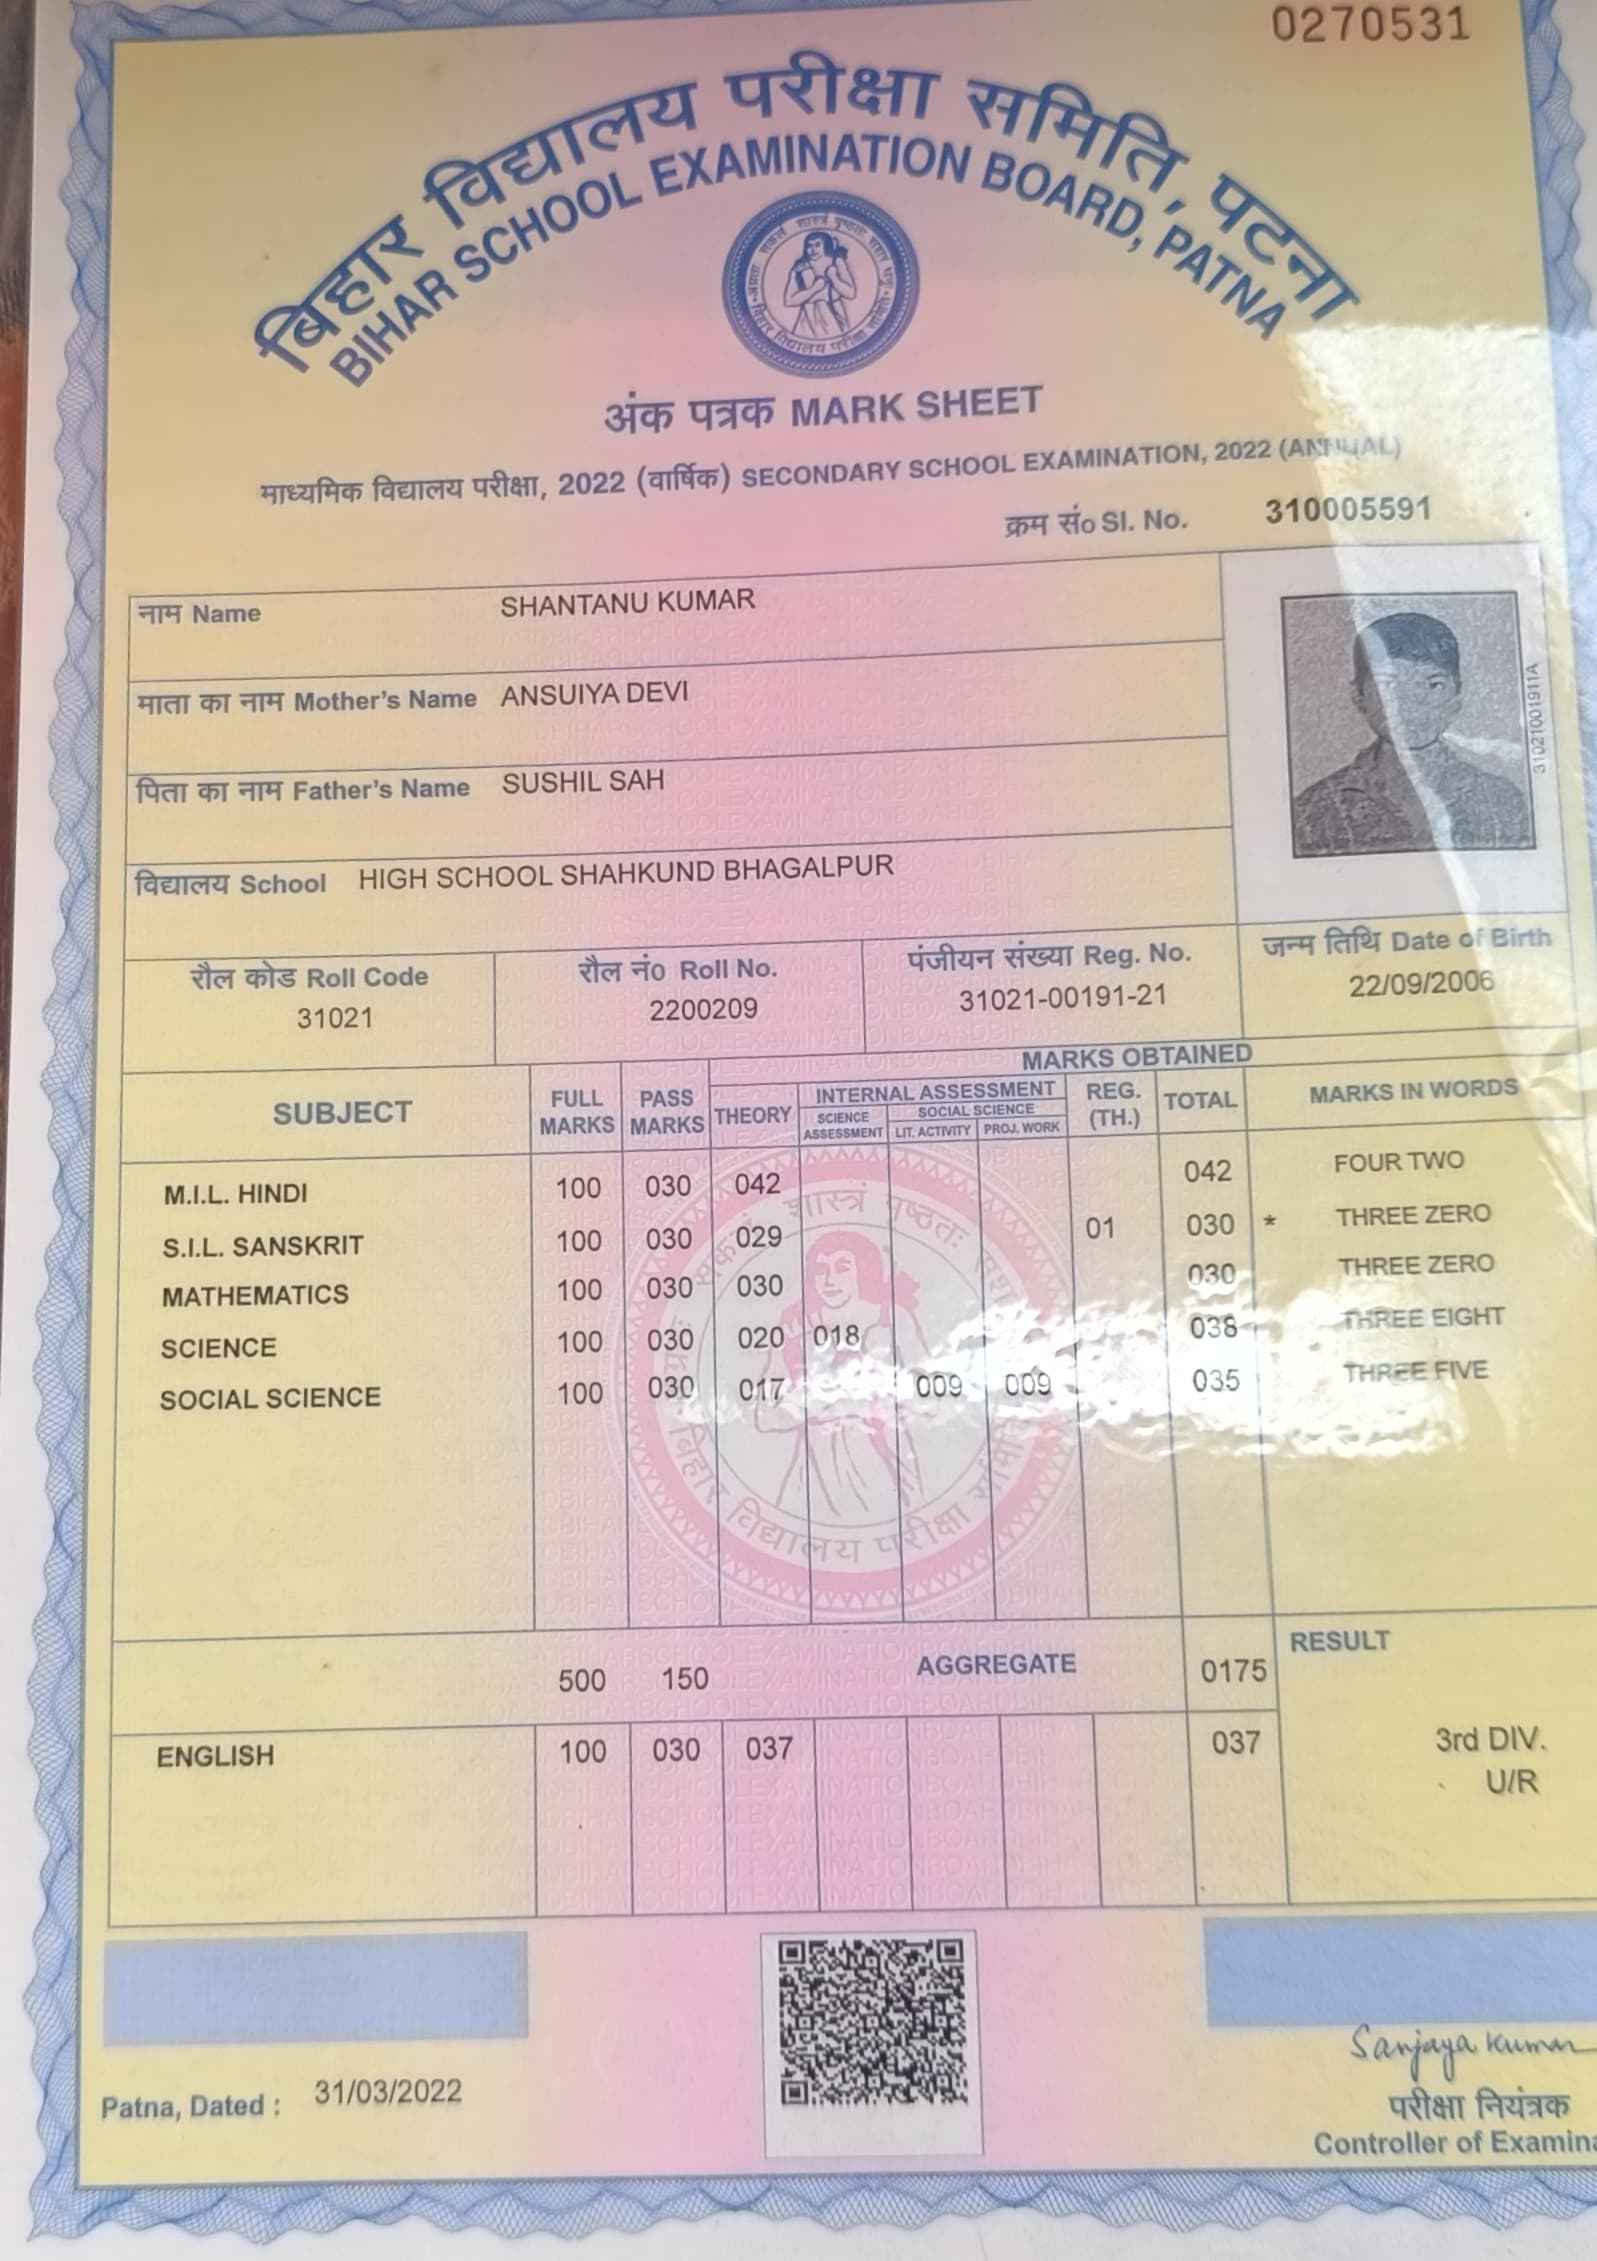 0270531
बिहार विद्यालय परीक्षा समिति, पटना
BIHAR SCHOOL EXAMINATION BOARD, PATNA
अंक पत्रक MARK SHEET
माध्यमिक विद्यालय परीक्षा, 2022 (वार्षिक) SECONDARY SCHOOL EXAMINATION, 2022 (ANNUAL)
क्रम सं० Sl. No. 310005591
नाम Name SHANTANU KUMAR
माता का नाम Mother's Name ANSUIYA DEVI
पिता का नाम Father's Name SUSHIL SAH
विद्यालय School HIGH SCHOOL SHAHKUND BHAGALPUR
31021001911A
रौल कोड Roll Code रौल नं० Roll No. पंजीयन संख्या Reg. No. जन्म तिथि Date of Birth
31021 2200209 31021-00191-21 22/09/2006
MARKS OBTAINED
SUBJECT FULL MARKS PASS MARKS THEORY INTERNAL ASSESSMENT REG. (TH.) TOTAL MARKS IN WORDS
SCIENCE ASSESSMENT SOCIAL SCIENCE LIT. ACTIVITY PROJ. WORK
M.I.L. HINDI 100 030 042 042 FOUR TWO
S.I.L. SANSKRIT 100 030 029 01 030 * THREE ZERO
MATHEMATICS 100 030 030 030 THREE ZERO
SCIENCE 100 030 020 018 038 THREE EIGHT
SOCIAL SCIENCE 100 030 017 009 009 035 THREE FIVE
बिहार विद्यालय परीक्षा समिति
500 150 AGGREGATE 0175 RESULT
ENGLISH 100 030 037 037 3rd DIV.
U/R
Sanjaya Kumar
Patna, Dated : 31/03/2022
परीक्षा नियंत्रक
Controller of